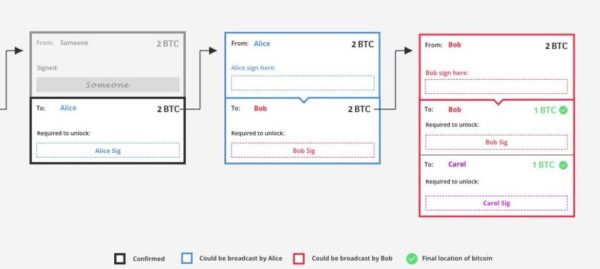 From: Someone 2 BTC
Signed:
Someone
To: Alice 2 BTC
Required to unlock:
Alice Sig
From: Alice 2 BTC
Alice sign here:
To: Bob 2 BTC
Required to unlock:
Bob Sig
From: Bob 2 BTC
Bob sign here:
To: Bob 1 BTC
Required to unlock:
Bob Sig
To: Carol 1 BTC
Required to unlock:
Carol Sig
Confirmed Could be broadcast by Alice Could be broadcast by Bob Final location of bitcoin